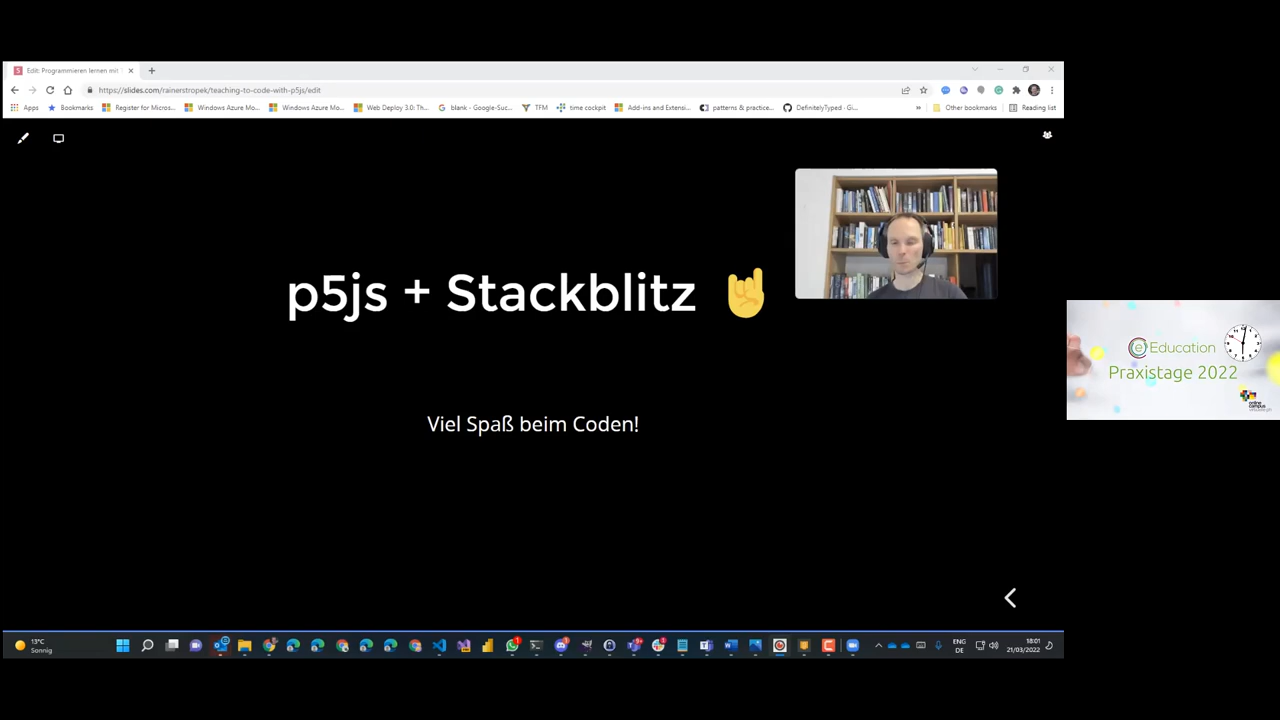 Edit: Programmieren lernen mit
https://slides.com/rainerstropek/teaching-to-code-with-p5js/edit
Apps
Bookmarks
Register for Micros...
Windows Azure Mo...
Windows Azure Mo...
Web Deploy 3.0: Th...
blank - Google-Suc...
TFM
time cockpit
Add-ins and Extensi...
patterns & practice...
DefinitelyTyped · Gi...
»
Other bookmarks
Reading list
p5js + Stackblitz 🤘
Viel Spaß beim Coden!
eEducation
Praxistage 2022
13°C
Sonnig
ENG
DE
18:01
21/03/2022